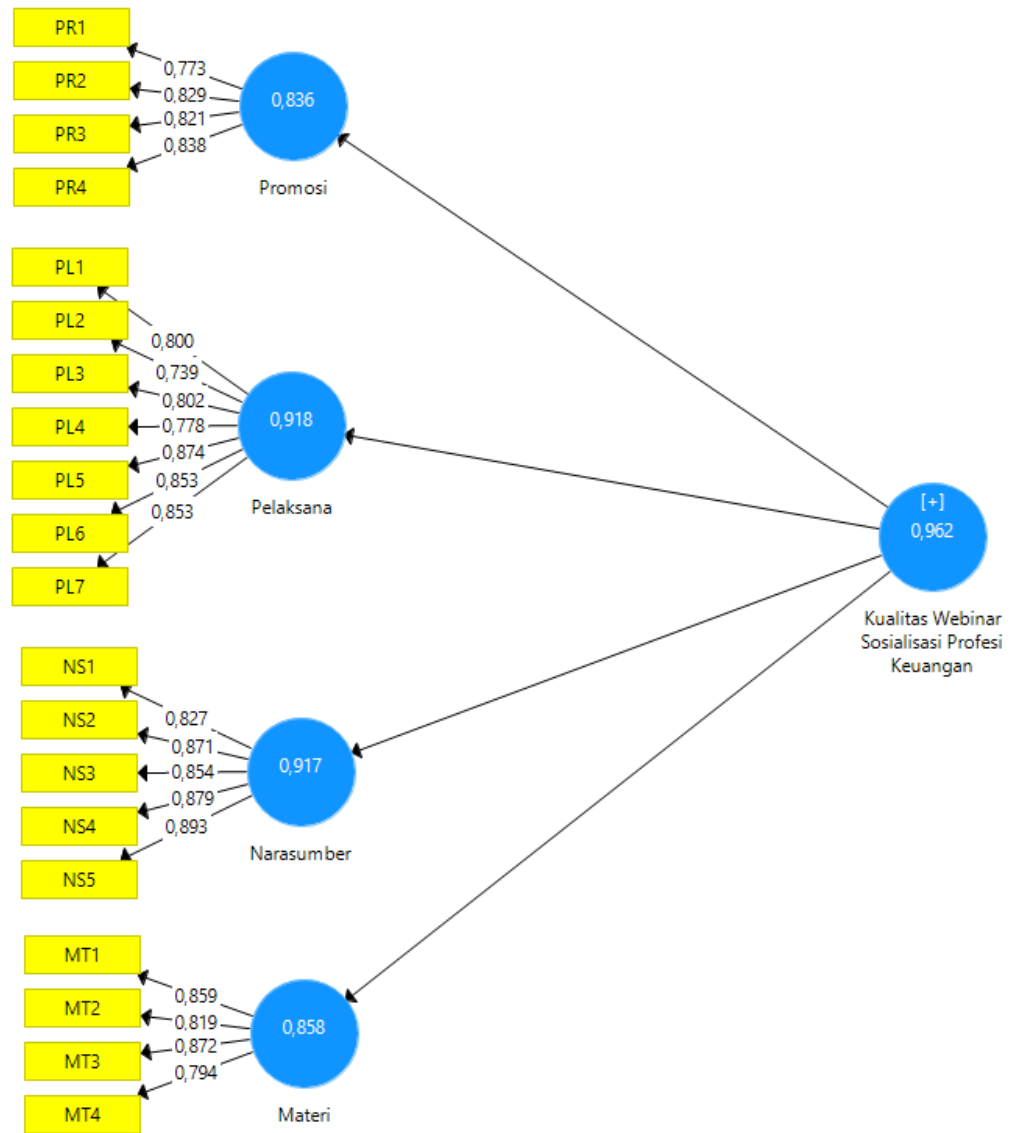 PR1
PR2
PR3
PR4
0,773
0,829
0,821
0,838
0,836
Promosi
PL1
PL2
PL3
PL4
PL5
PL6
PL7
0,800
0,739
0,802
0,778
0,874
0,853
0,853
0,918
Pelaksana
[+]
0,962
Kualitas Webinar
Sosialisasi Profesi
Keuangan
NS1
NS2
NS3
NS4
NS5
0,827
0,871
0,854
0,879
0,893
0,917
Narasumber
MT1
MT2
MT3
MT4
0,859
0,819
0,872
0,794
0,858
Materi